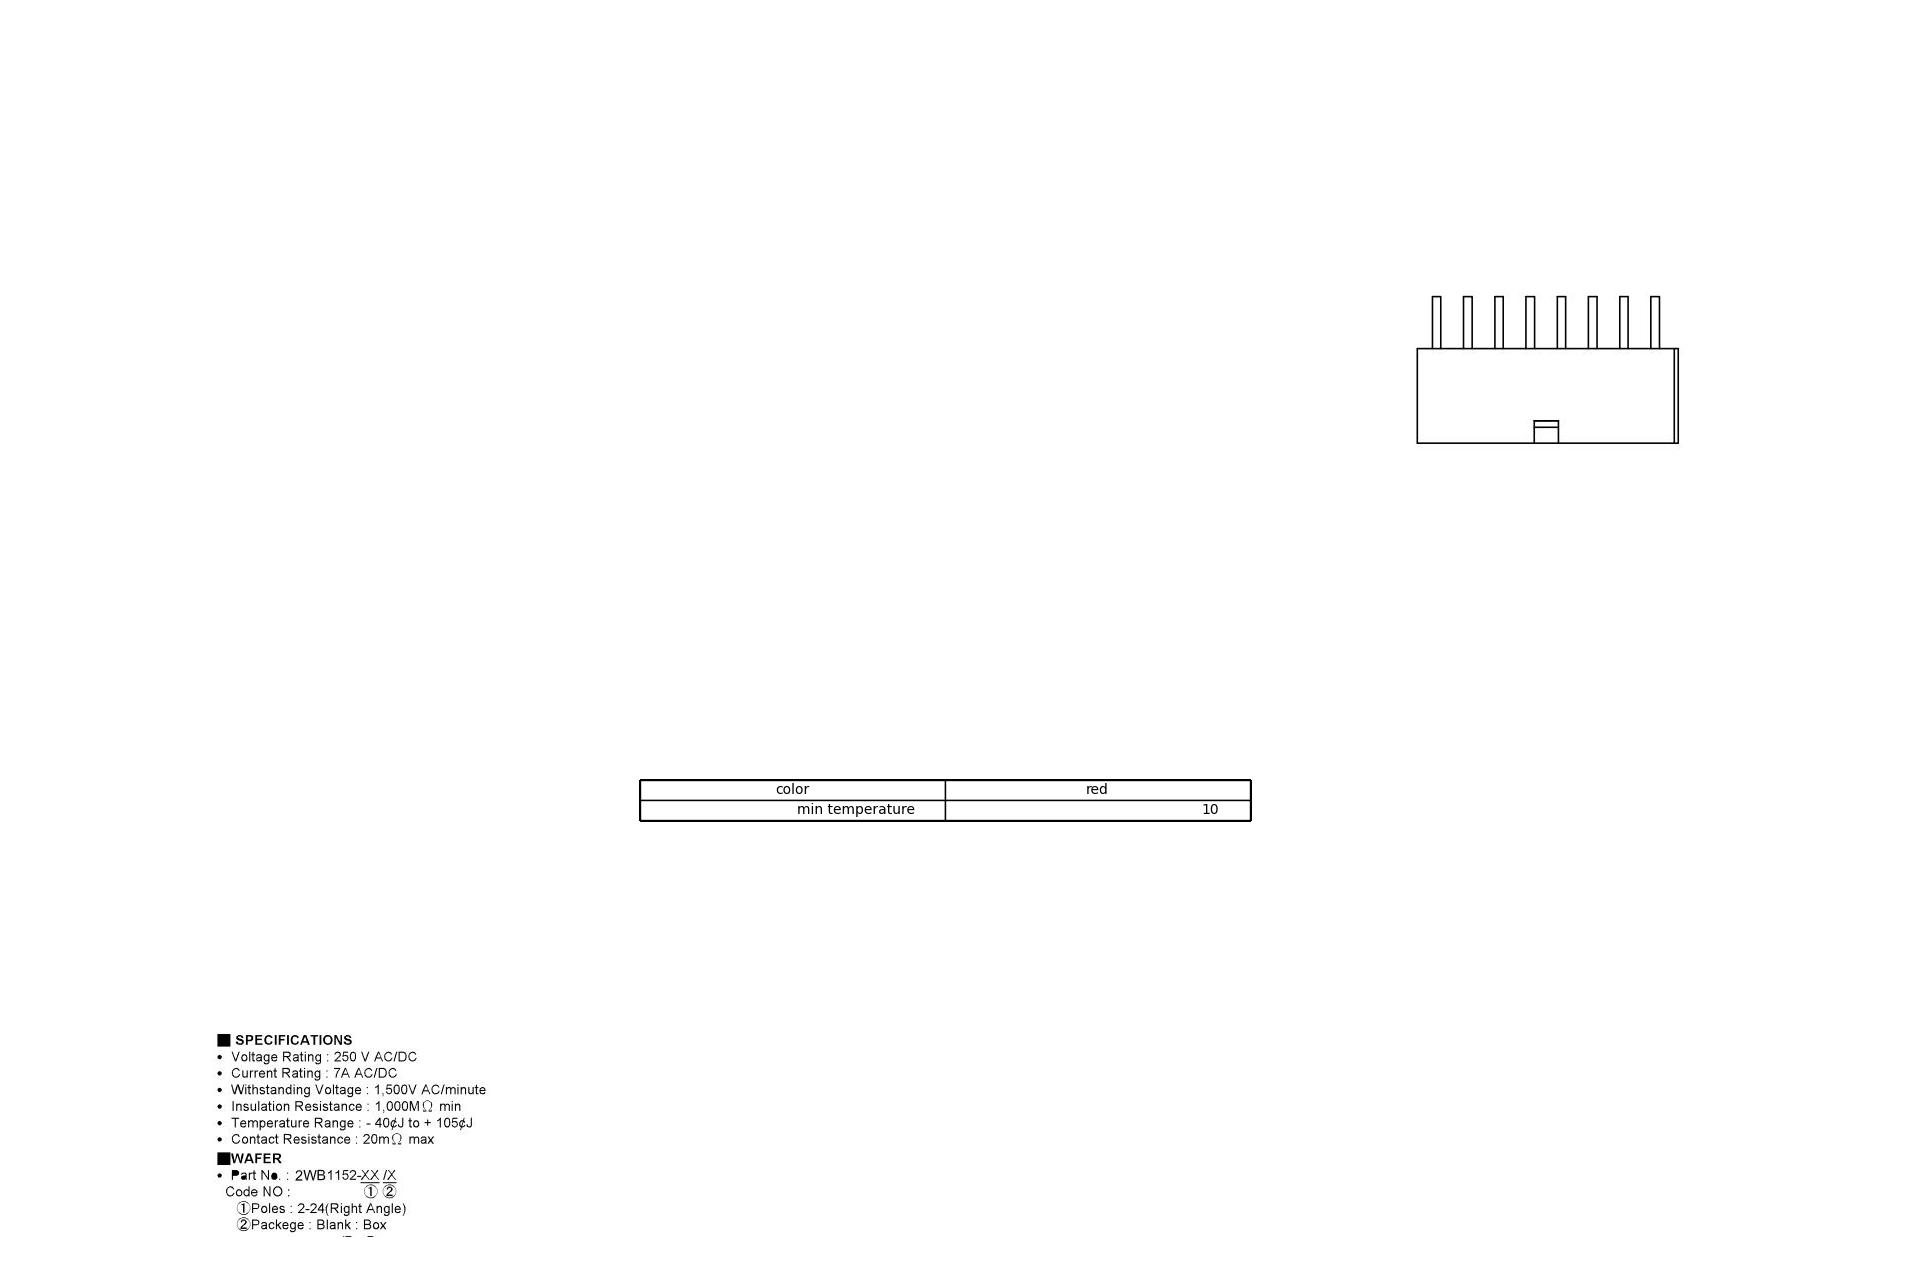 color red
min temperature 10
■ SPECIFICATIONS
• Voltage Rating : 250 V AC/DC
• Current Rating : 7A AC/DC
• Withstanding Voltage : 1,500V AC/minute
• Insulation Resistance : 1,000MΩ min
• Temperature Range : - 40¢J to + 105¢J
• Contact Resistance : 20mΩ max
■WAFER
• Part No. : 2WB1152-XX /X
Code NO : ① ②
①Poles : 2-24(Right Angle)
②Packege : Blank : Box